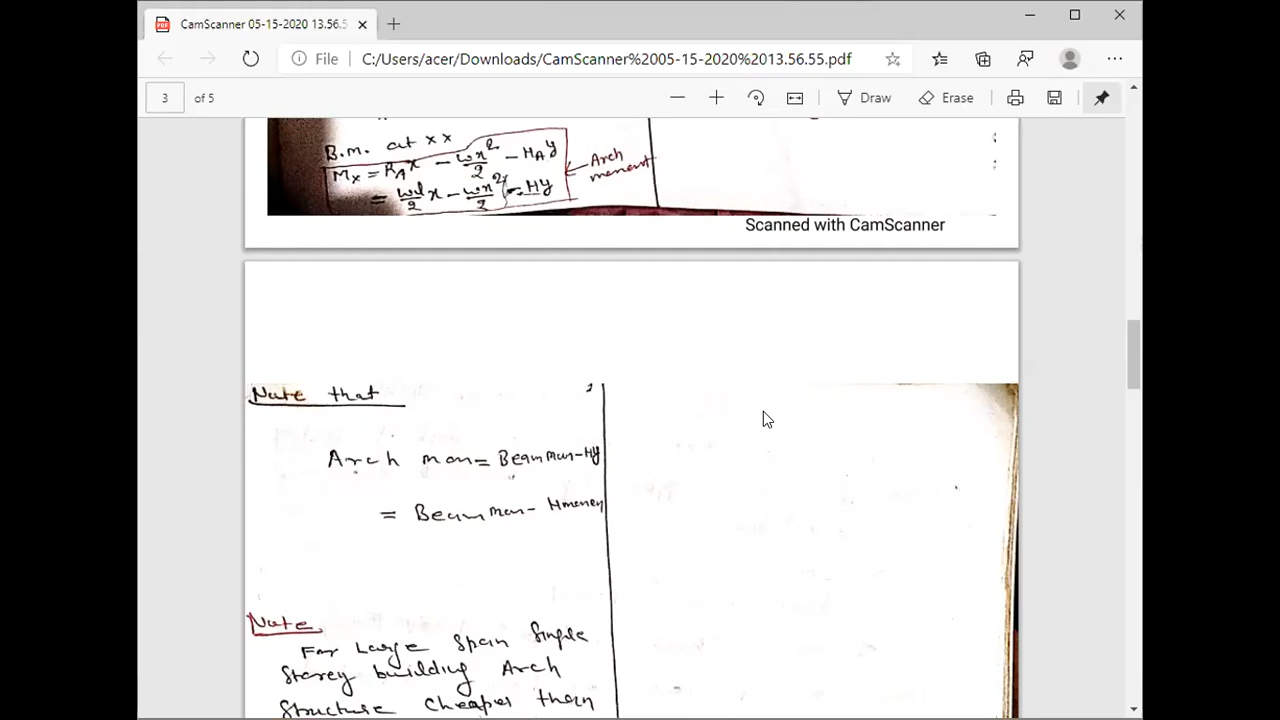 CamScanner 05-15-2020 13.56.5
File C:/Users/acer/Downloads/CamScanner%2005-15-2020%2013.56.55.pdf
3 of 5 Draw Erase
B.M. at xx
Mx = RAx - wx²/2 - HAy
= wl/2 x - wx²/2 - Hy
Arch
moment
Scanned with CamScanner
Note that
Arch mom = Beam mom - Hy
= Beam mom - Hmoment
Note
For Large Span Single
Storey building Arch
Structure cheaper than